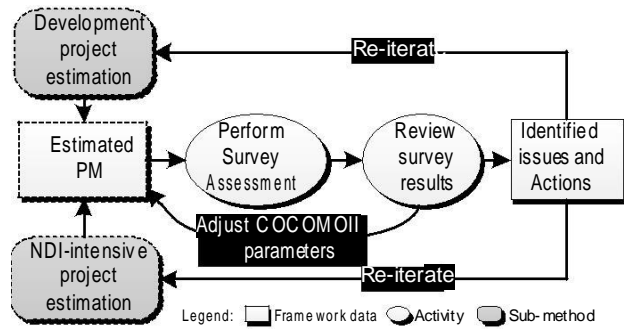 Development
project
estimation
Re-iterate
Estimated
PM
Perform
Survey
Assessment
Review
survey
results
Identified
issues and
Actions
Adjust COCOMOII
parameters
NDI-intensive
project
estimation
Re-iterate
Legend: Framework data Activity Sub-method